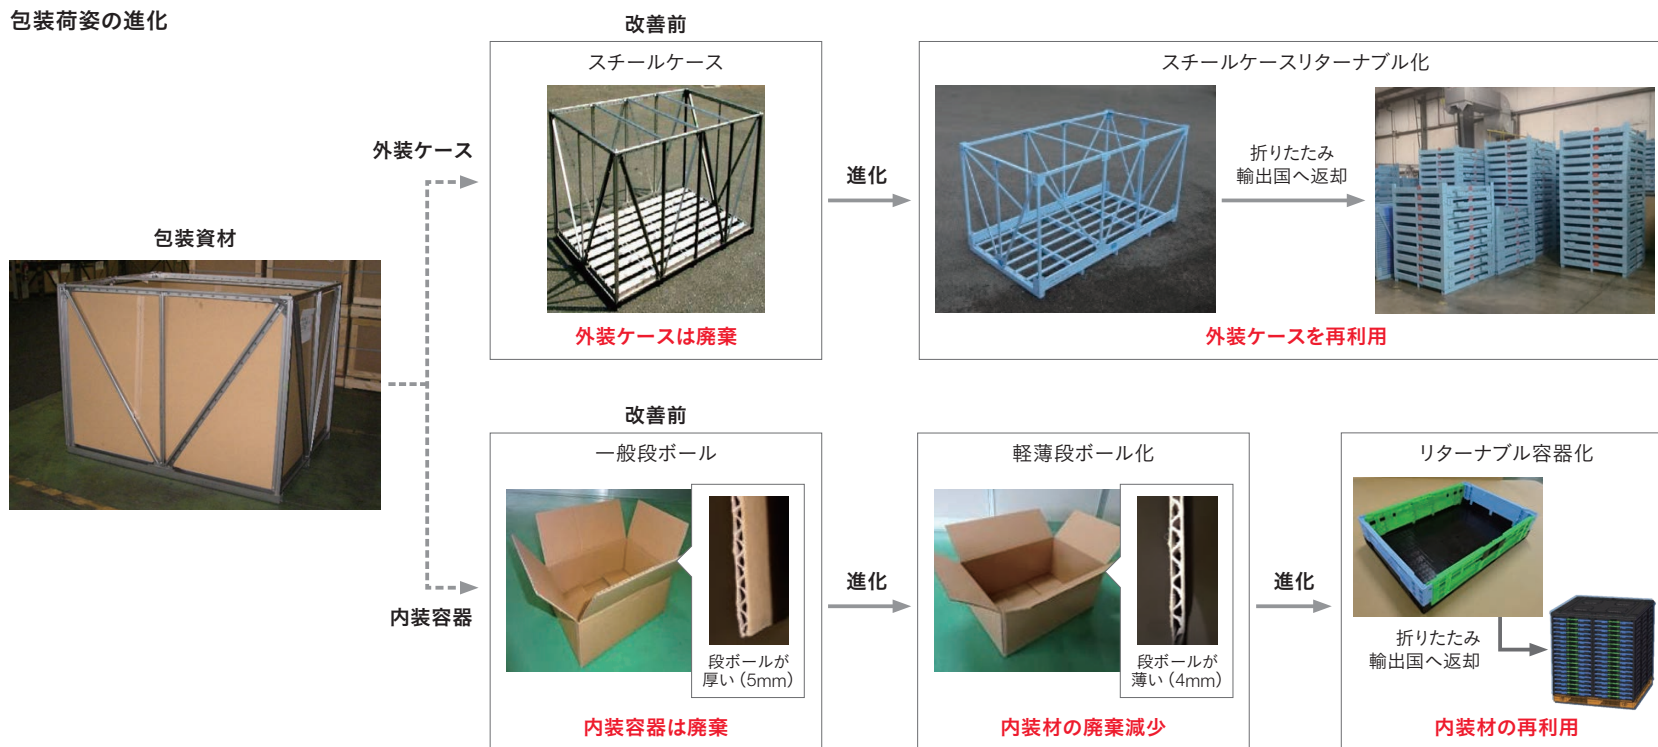 包装荷姿の進化
包装資材
外装ケース
改善前
スチールケース
外装ケースは廃棄
進化
スチールケースリターナブル化
折りたたみ
輸出国へ返却
外装ケースを再利用
内装容器
改善前
一般段ボール
段ボールが
厚い（5mm）
内装容器は廃棄
進化
軽薄段ボール化
段ボールが
薄い（4mm）
内装材の廃棄減少
進化
リターナブル容器化
折りたたみ
輸出国へ返却
内装材の再利用